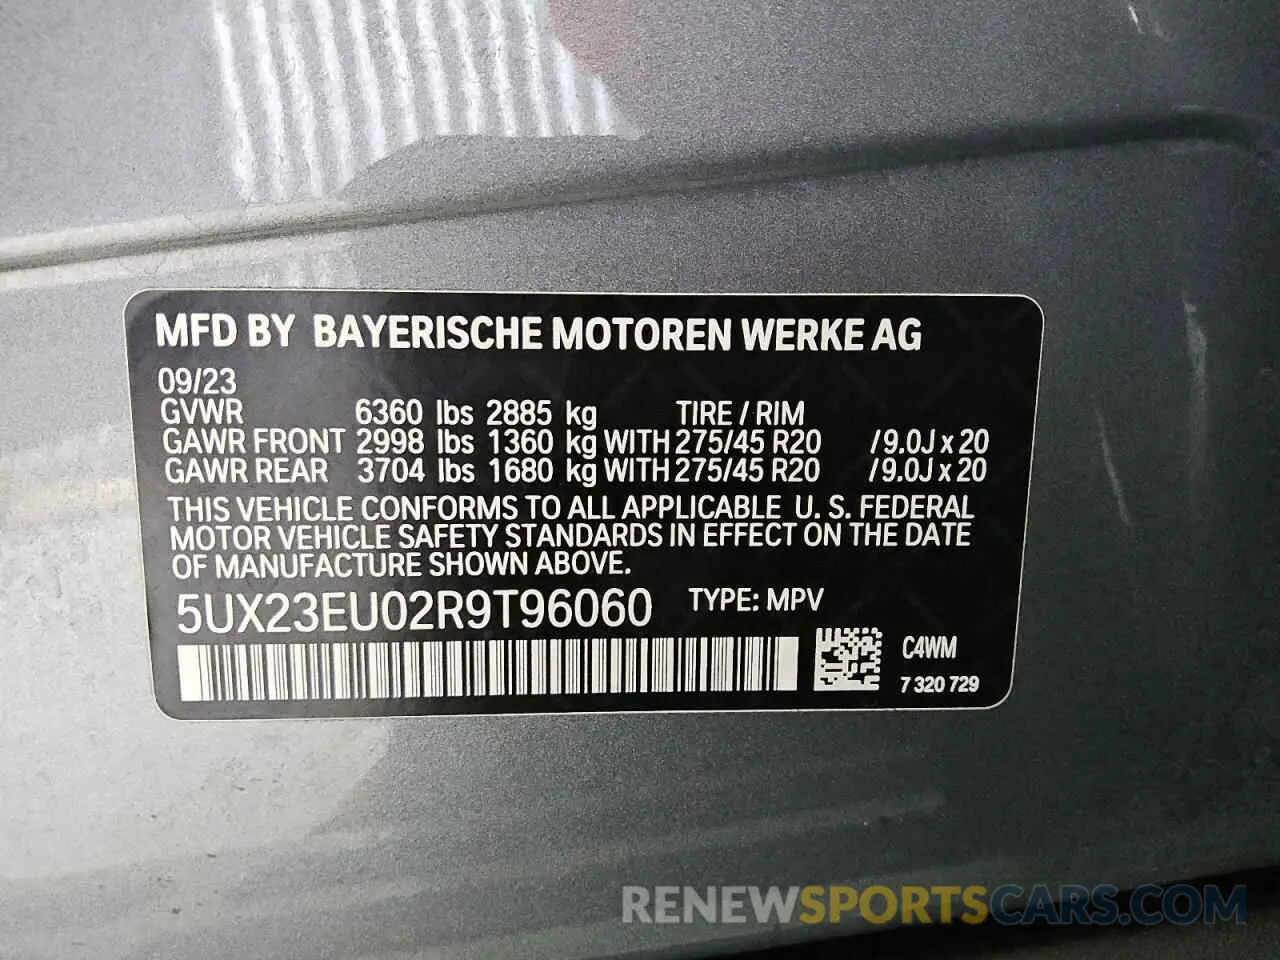 MFD BY BAYERISCHE MOTOREN WERKE AG
09/23
GVWR 6360 lbs 2885 kg TIRE / RIM
GAWR FRONT 2998 lbs 1360 kg WITH 275/45 R20 /9.0J x 20
GAWR REAR 3704 lbs 1680 kg WITH 275/45 R20 /9.0J x 20
THIS VEHICLE CONFORMS TO ALL APPLICABLE U. S. FEDERAL
MOTOR VEHICLE SAFETY STANDARDS IN EFFECT ON THE DATE
OF MANUFACTURE SHOWN ABOVE.
5UX23EU02R9T96060 TYPE: MPV
C4WM
7 320 729
RENEWSPORTSCARS.COM